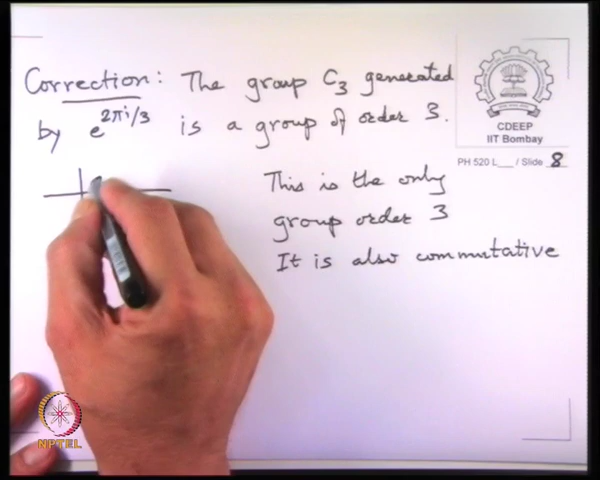 Correction: The group C₃ generated
by e^{2πi/3} is a group of order 3.
This is the only
group order 3
It is also commutative
CDEEP
IIT Bombay
PH 520 L___ / Slide 8
NPTEL